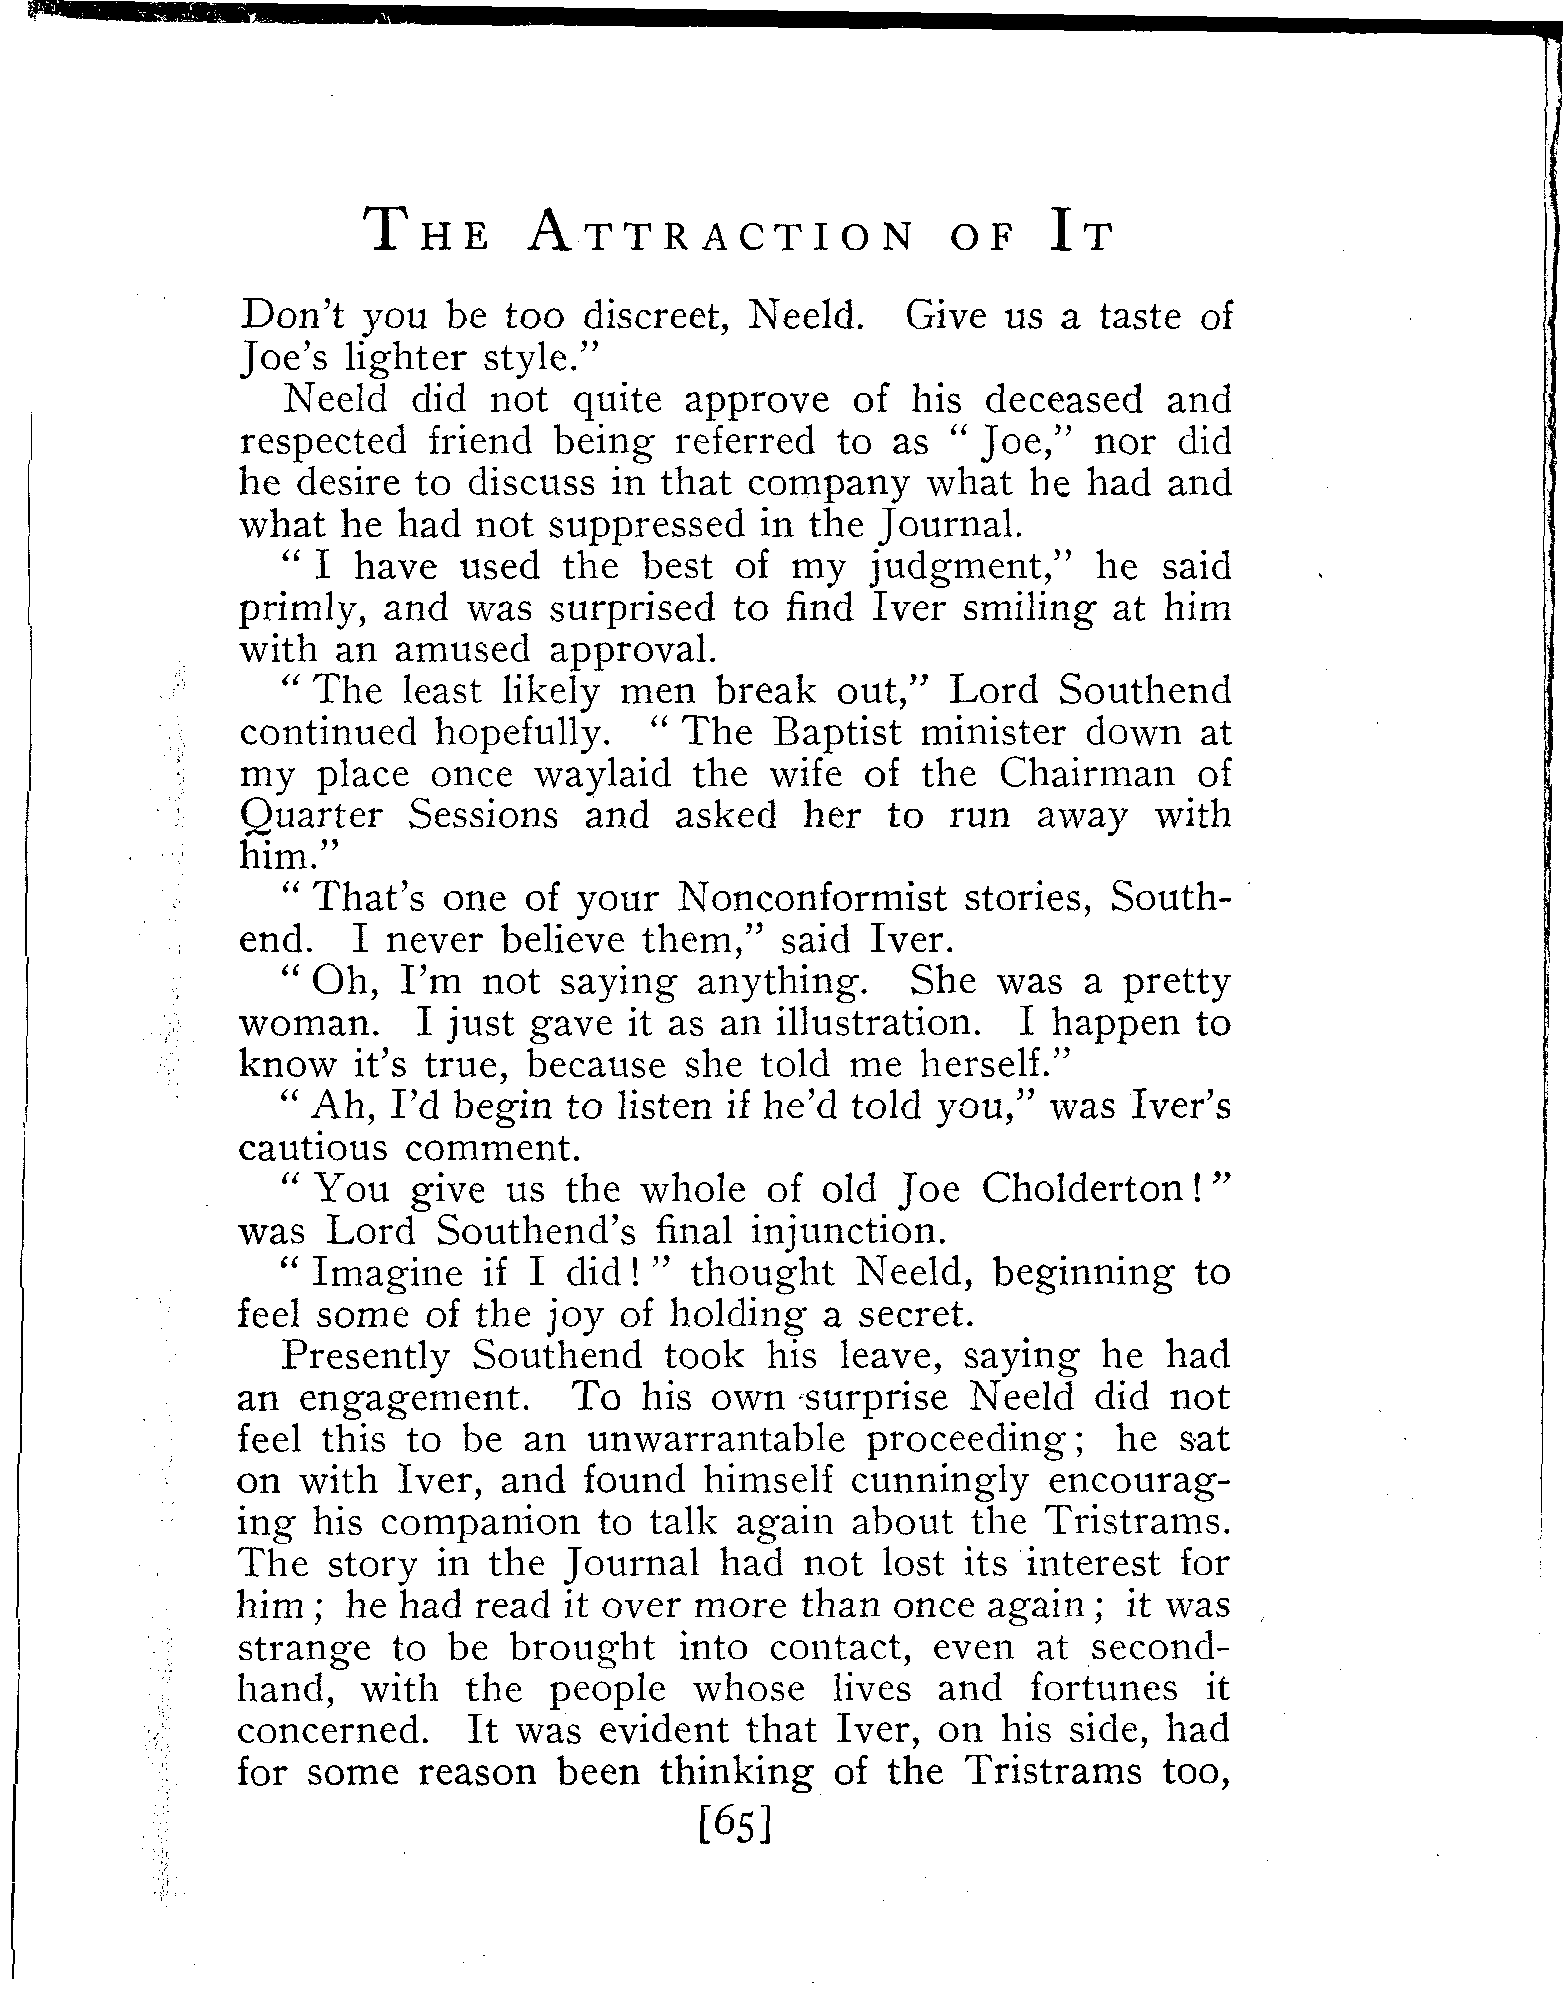 The Attraction of It
Don't you be too discreet, Neeld. Give us a taste of
Joe's lighter style."
Neeld did not quite approve of his deceased and
respected friend being referred to as " Joe," nor did
he desire to discuss in that company what he had and
what he had not suppressed in the Journal.
" I have used the best of my judgment," he said
primly, and was surprised to find Iver smiling at him
with an amused approval.
" The least likely men break out," Lord Southend
continued hopefully. " The Baptist minister down at
my place once waylaid the wife of the Chairman of
Quarter Sessions and asked her to run away with
him."
" That's one of your Nonconformist stories, South-
end. I never believe them," said Iver.
" Oh, I'm not saying anything. She was a pretty
woman. I just gave it as an illustration. I happen to
know it's true, because she told me herself."
" Ah, I'd begin to listen if he'd told you," was Iver's
cautious comment.
" You give us the whole of old Joe Cholderton! "
was Lord Southend's final injunction.
" Imagine if I did! " thought Neeld, beginning to
feel some of the joy of holding a secret.
Presently Southend took his leave, saying he had
an engagement. To his own surprise Neeld did not
feel this to be an unwarrantable proceeding; he sat
on with Iver, and found himself cunningly encourag-
ing his companion to talk again about the Tristrams.
The story in the Journal had not lost its interest for
him; he had read it over more than once again; it was
strange to be brought into contact, even at second-
hand, with the people whose lives and fortunes it
concerned. It was evident that Iver, on his side, had
for some reason been thinking of the Tristrams too,
[65]